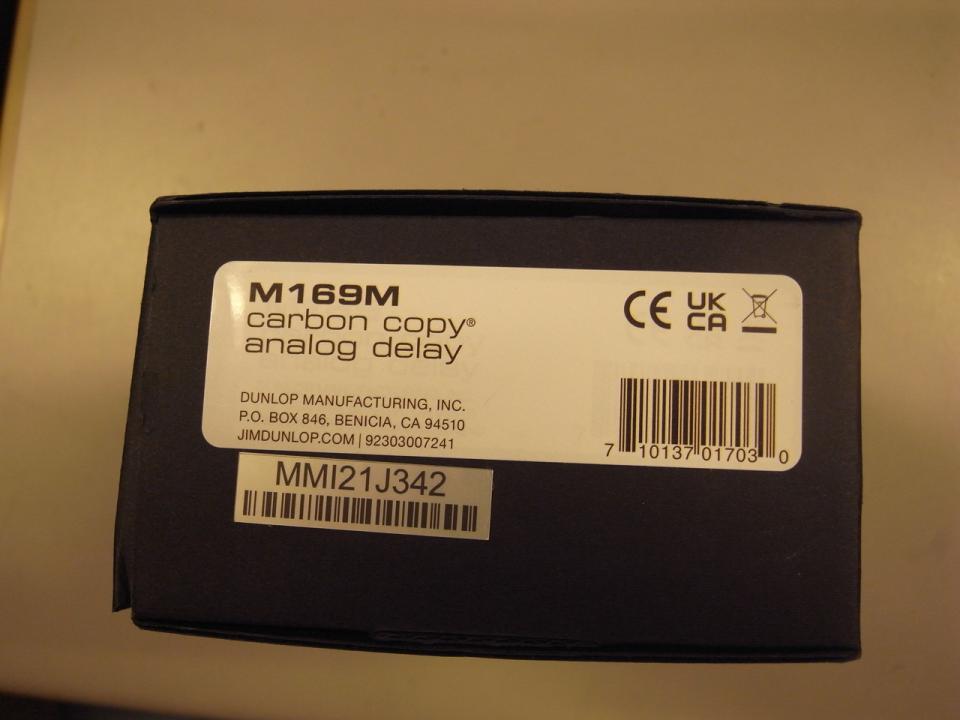 M169M
carbon copy®
analog delay
CE UK CA
DUNLOP MANUFACTURING, INC.
P.O. BOX 846, BENICIA, CA 94510
JIMDUNLOP.COM | 92303007241
7 10137 01703 0
MMI21J342